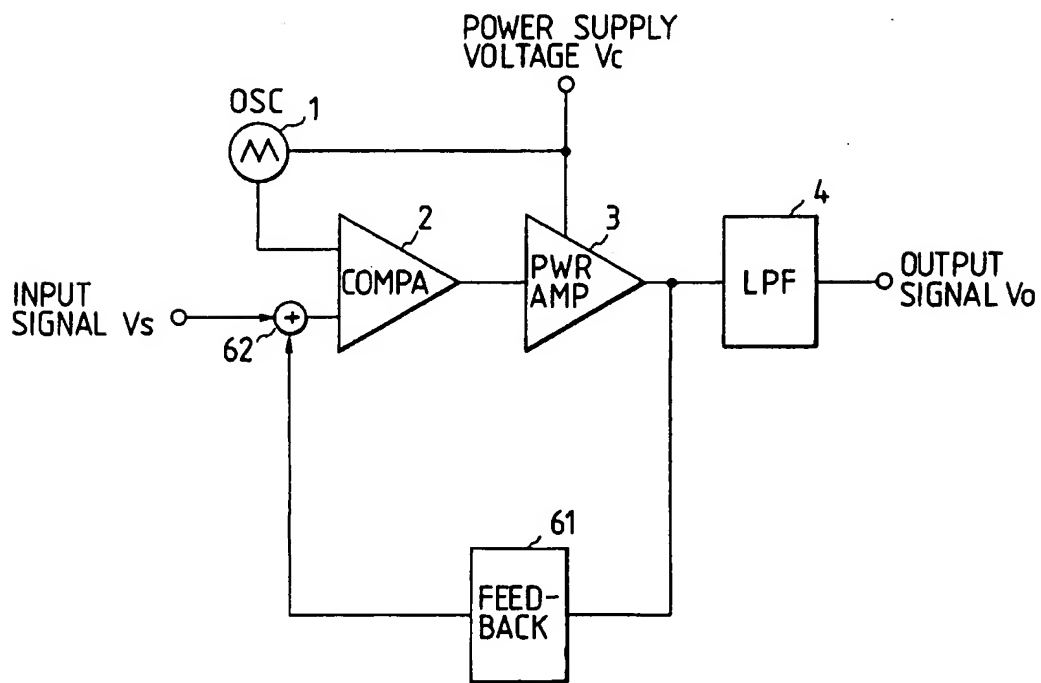 POWER SUPPLY
VOLTAGE Vc
OSC
1
2
COMPA
3
PWR
AMP
4
LPF
OUTPUT
SIGNAL Vo
INPUT
SIGNAL Vs
62
+
61
FEED-
BACK